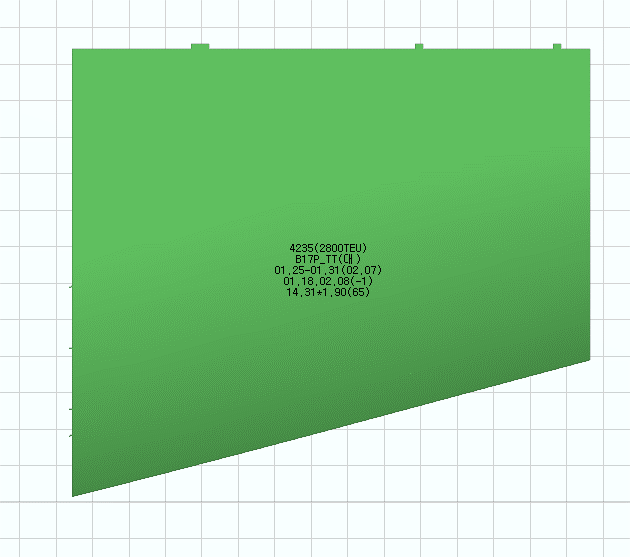 4235(2800TEU)
B17P_TT(대)
01.25-01.31(02.07)
01.18.02.08(-1)
14.31*1.90(65)